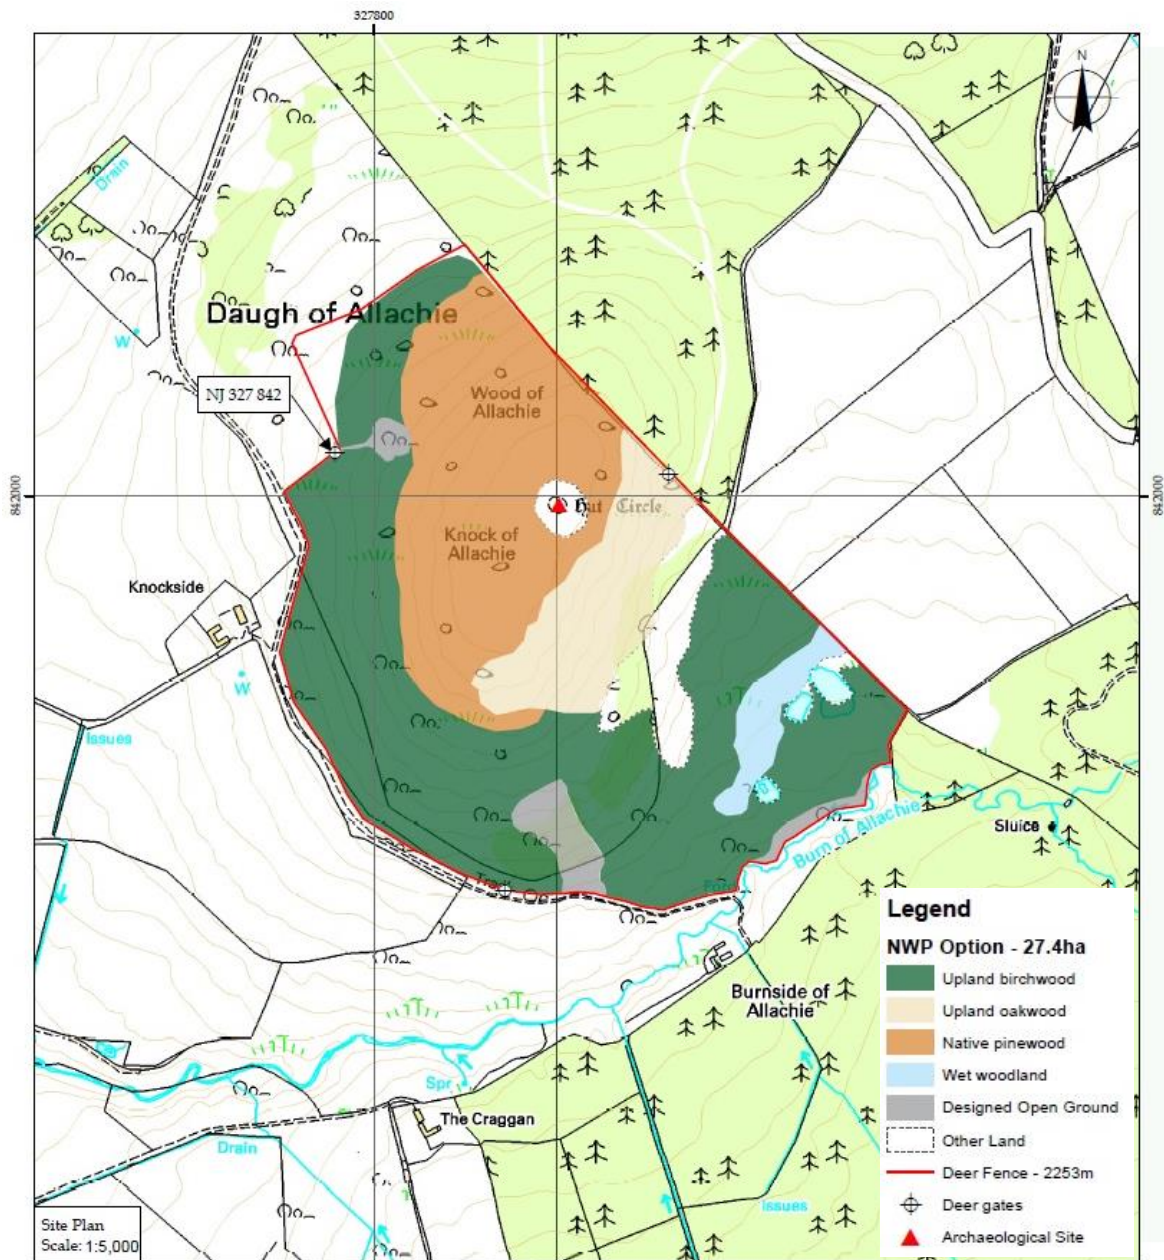 327800
N
Drain
Daugh of Allachie
W
NJ 327 842
Wood of
Allachie
842000
842000
Hut Circle
Knock of
Allachie
Knockside
W
Issues
Burn of Allachie
Sluice
Track
Ford
Burnside of
Allachie
Spr
The Craggan
Drain
Issues
Legend
NWP Option - 27.4ha
Upland birchwood
Upland oakwood
Native pinewood
Wet woodland
Designed Open Ground
Other Land
Deer Fence - 2253m
Deer gates
Archaeological Site
Site Plan
Scale: 1:5,000